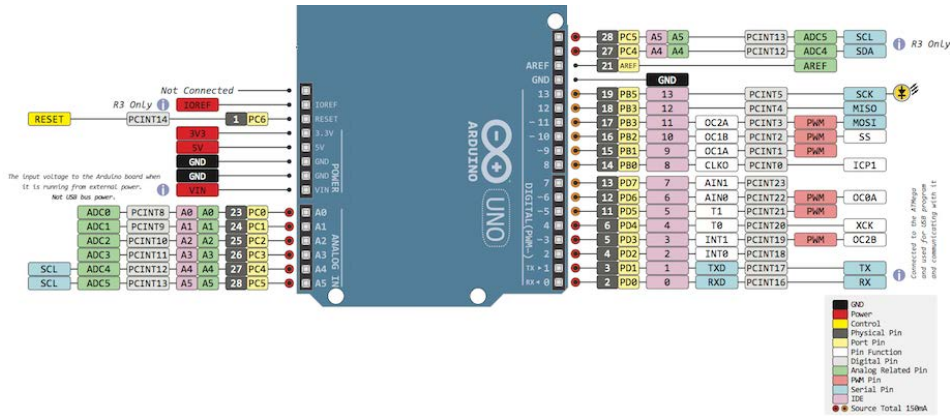 28 PC5 A5 A5 PCINT13 ADC5 SCL R3 Only
27 PC4 A4 A4 PCINT12 ADC4 SDA
AREF 21 AREF AREF
GND GND
Not Connected
13 19 PB5 13 PCINT5 SCK
R3 Only IOREF IOREF
12 18 PB3 12 PCINT4 MISO
RESET PCINT14 1 PC6 RESET
~11 17 PB3 11 OC2A PCINT3 PWM MOSI
3V3 3.3V
~10 16 PB2 10 OC1B PCINT2 PWM SS
5V 5V
~9 15 PB1 9 OC1A PCINT1 PWM
GND GND
8 14 PB0 8 CLKO PCINT0 ICP1
GND GND
VIN VIN
The input voltage to the Arduino board when
it is running from external power.
Not USB bus power.
POWER
ARDUINO
UNO
DIGITAL(PWM~)
ANALOG IN
7 13 PD7 7 AIN1 PCINT23
~6 12 PD6 6 AIN0 PCINT22 PWM OC0A
~5 11 PD5 5 T1 PCINT21 PWM
4 6 PD4 4 T0 PCINT20 XCK
~3 5 PD3 3 INT1 PCINT19 PWM OC2B
2 4 PD2 2 INT0 PCINT18
TX▸1 3 PD1 1 TXD PCINT17 TX
RX◂0 2 PD0 0 RXD PCINT16 RX
ADC0 PCINT8 A0 A0 23 PC0 A0
ADC1 PCINT9 A1 A1 24 PC1 A1
ADC2 PCINT10 A2 A2 25 PC2 A2
ADC3 PCINT11 A3 A3 26 PC3 A3
SCL ADC4 PCINT12 A4 A4 27 PC4 A4
SCL ADC5 PCINT13 A5 A5 28 PC5 A5
Connected to the ATMega
and used for USB program
and communicating with it
GND
Power
Control
Physical Pin
Port Pin
Pin Function
Digital Pin
Analog Related Pin
PWM Pin
Serial Pin
IDE
Source Total 150mA